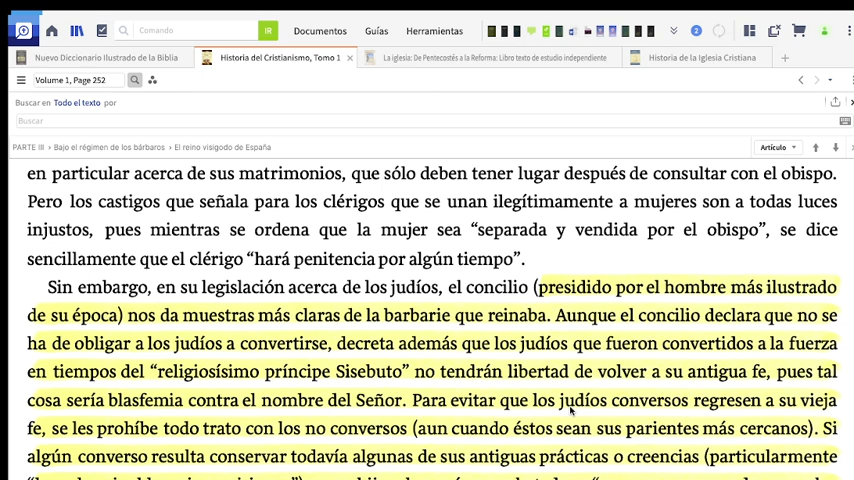 Comando
IR
Documentos
Guías
Herramientas
2
Nuevo Diccionario Ilustrado de la Biblia
Historia del Cristianismo, Tomo 1
La iglesia: De Pentecostés a la Reforma: Libro texto de estudio independiente
Historia de la Iglesia Cristiana
Volume 1, Page 252
Buscar en Todo el texto por
Buscar
PARTE III › Bajo el régimen de los bárbaros › El reino visigodo de España
Artículo
en particular acerca de sus matrimonios, que sólo deben tener lugar después de consultar con el obispo.
Pero los castigos que señala para los clérigos que se unan ilegítimamente a mujeres son a todas luces
injustos, pues mientras se ordena que la mujer sea “separada y vendida por el obispo”, se dice
sencillamente que el clérigo “hará penitencia por algún tiempo”.
Sin embargo, en su legislación acerca de los judíos, el concilio (presidido por el hombre más ilustrado
de su época) nos da muestras más claras de la barbarie que reinaba. Aunque el concilio declara que no se
ha de obligar a los judíos a convertirse, decreta además que los judíos que fueron convertidos a la fuerza
en tiempos del “religiosísimo príncipe Sisebuto” no tendrán libertad de volver a su antigua fe, pues tal
cosa sería blasfemia contra el nombre del Señor. Para evitar que los judíos conversos regresen a su vieja
fe, se les prohíbe todo trato con los no conversos (aun cuando éstos sean sus parientes más cercanos). Si
algún converso resulta conservar todavía algunas de sus antiguas prácticas o creencias (particularmente